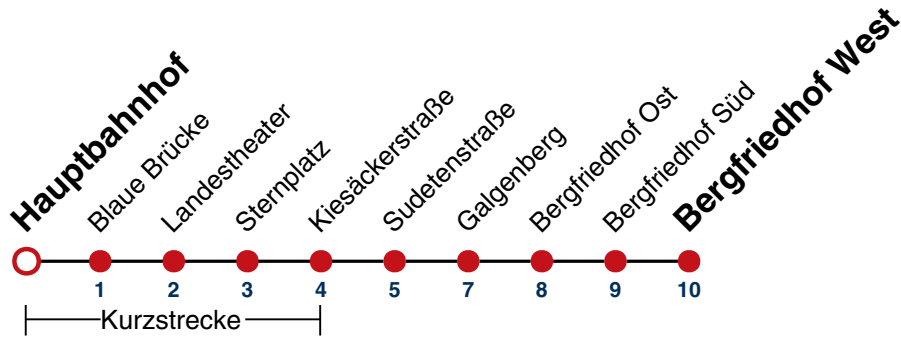 Hauptbahnhof
Blaue Brücke
Landestheater
Sternplatz
Kiesäckerstraße
Sudetenstraße
Galgenberg
Bergfriedhof Ost
Bergfriedhof Süd
Bergfriedhof West
1 2 3 4 5 7 8 9 10
Kurzstrecke